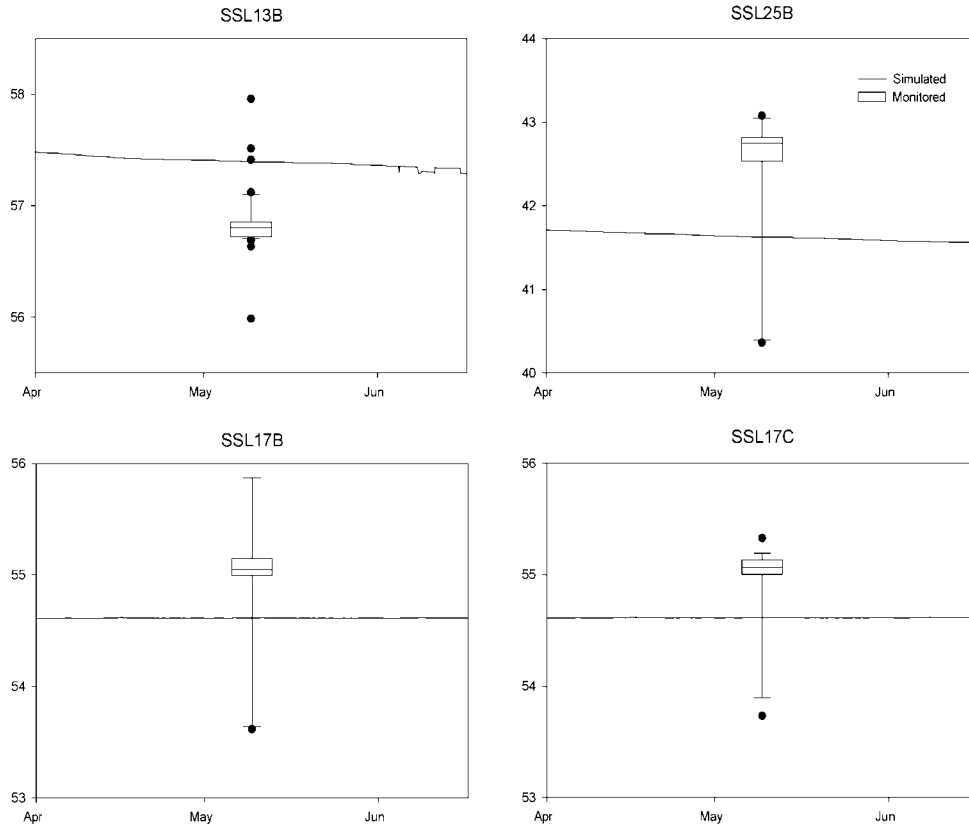 SSL13B
58
57
56
Apr
May
Jun
SSL25B
44
43
42
41
40
Simulated
Monitored
Apr
May
Jun
SSL17B
56
55
54
53
Apr
May
Jun
SSL17C
56
55
54
53
Apr
May
Jun